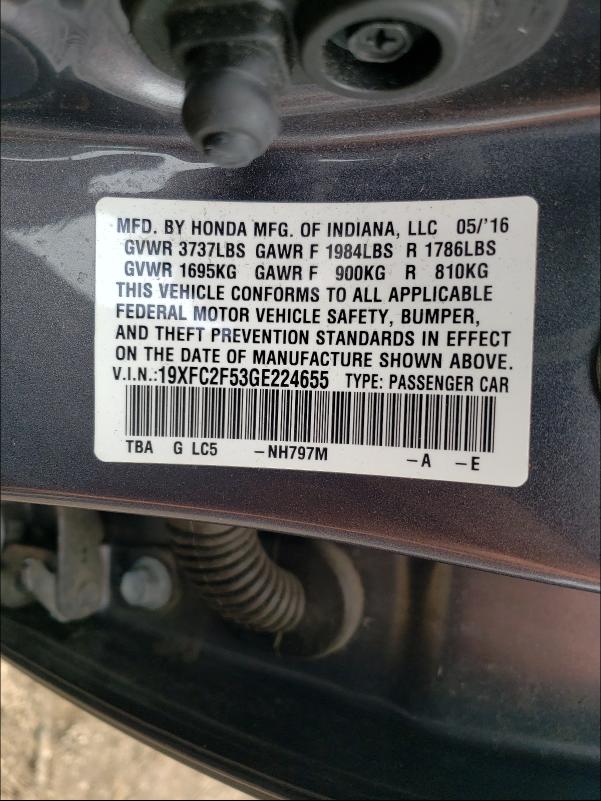 MFD. BY HONDA MFG. OF INDIANA, LLC 05/'16
GVWR 3737LBS GAWR F 1984LBS R 1786LBS
GVWR 1695KG GAWR F 900KG R 810KG
THIS VEHICLE CONFORMS TO ALL APPLICABLE
FEDERAL MOTOR VEHICLE SAFETY, BUMPER,
AND THEFT PREVENTION STANDARDS IN EFFECT
ON THE DATE OF MANUFACTURE SHOWN ABOVE.
V.I.N.:19XFC2F53GE224655 TYPE: PASSENGER CAR
TBA G LC5 -NH797M -A -E